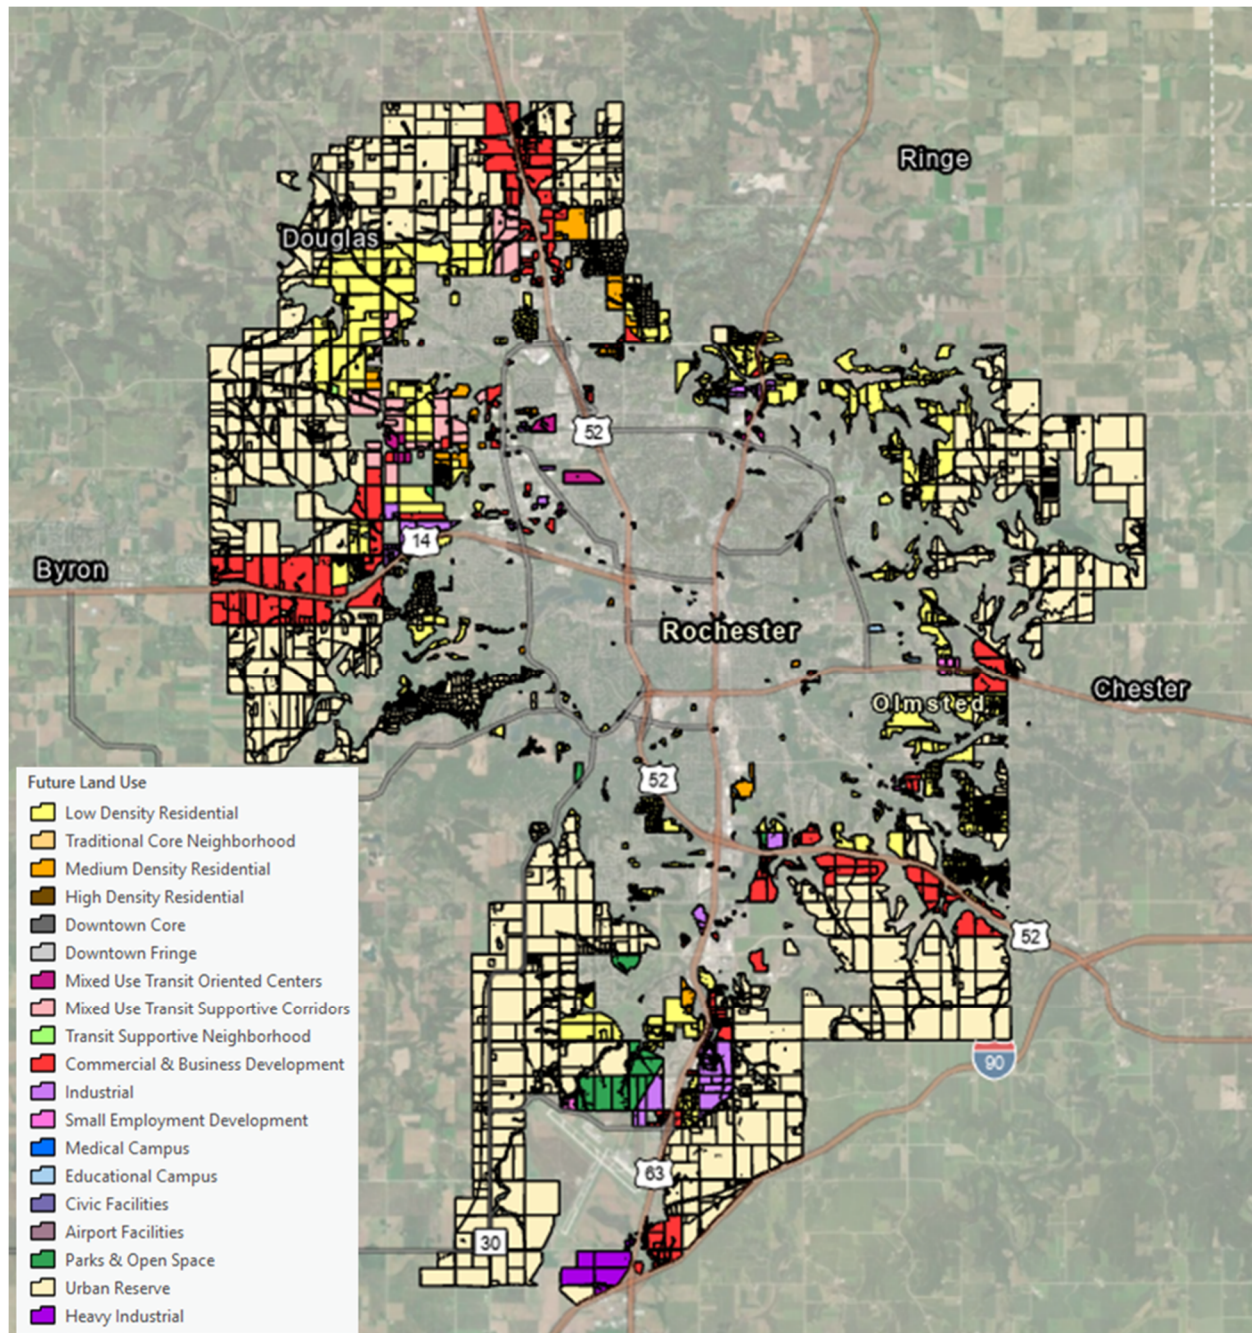 Ringe
Douglas
52
14
Byron
Rochester
Chester
Olmsted
52
52
90
63
30
Future Land Use
Low Density Residential
Traditional Core Neighborhood
Medium Density Residential
High Density Residential
Downtown Core
Downtown Fringe
Mixed Use Transit Oriented Centers
Mixed Use Transit Supportive Corridors
Transit Supportive Neighborhood
Commercial & Business Development
Industrial
Small Employment Development
Medical Campus
Educational Campus
Civic Facilities
Airport Facilities
Parks & Open Space
Urban Reserve
Heavy Industrial